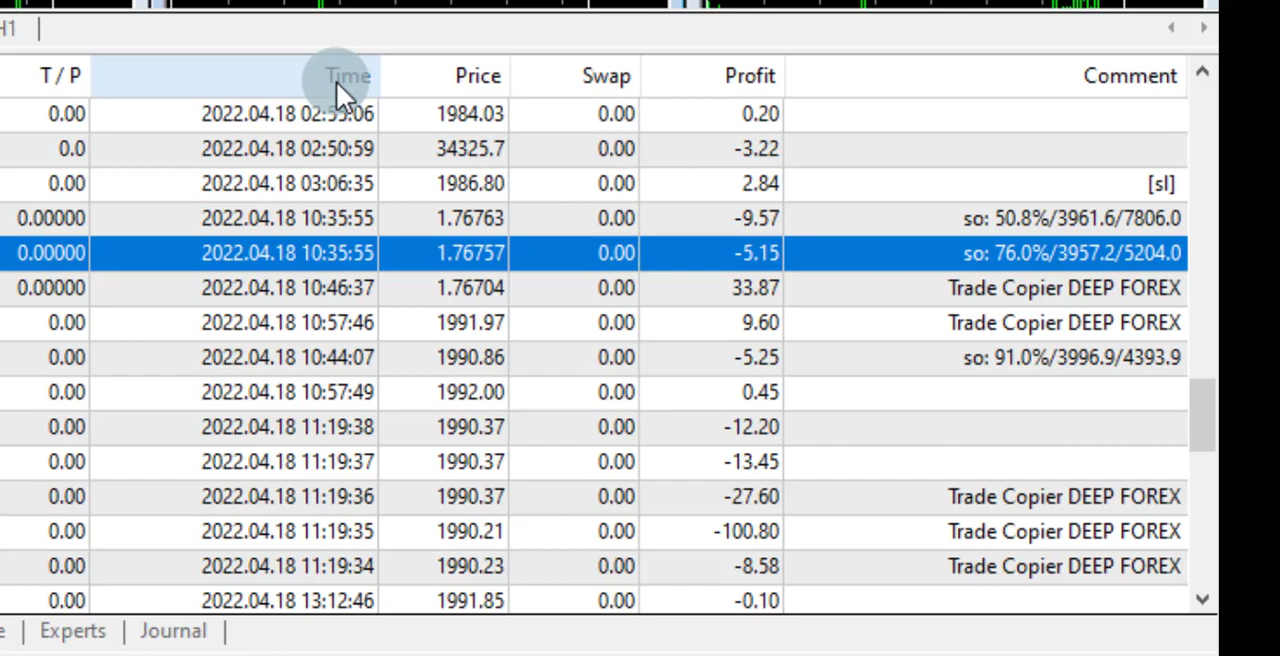 H1
T / P Time Price Swap Profit Comment
0.00 2022.04.18 02:55:06 1984.03 0.00 0.20
0.0 2022.04.18 02:50:59 34325.7 0.00 -3.22
0.00 2022.04.18 03:06:35 1986.80 0.00 2.84 [sl]
0.00000 2022.04.18 10:35:55 1.76763 0.00 -9.57 so: 50.8%/3961.6/7806.0
0.00000 2022.04.18 10:35:55 1.76757 0.00 -5.15 so: 76.0%/3957.2/5204.0
0.00000 2022.04.18 10:46:37 1.76704 0.00 33.87 Trade Copier DEEP FOREX
0.00 2022.04.18 10:57:46 1991.97 0.00 9.60 Trade Copier DEEP FOREX
0.00 2022.04.18 10:44:07 1990.86 0.00 -5.25 so: 91.0%/3996.9/4393.9
0.00 2022.04.18 10:57:49 1992.00 0.00 0.45
0.00 2022.04.18 11:19:38 1990.37 0.00 -12.20
0.00 2022.04.18 11:19:37 1990.37 0.00 -13.45
0.00 2022.04.18 11:19:36 1990.37 0.00 -27.60 Trade Copier DEEP FOREX
0.00 2022.04.18 11:19:35 1990.21 0.00 -100.80 Trade Copier DEEP FOREX
0.00 2022.04.18 11:19:34 1990.23 0.00 -8.58 Trade Copier DEEP FOREX
0.00 2022.04.18 13:12:46 1991.85 0.00 -0.10
e | Experts | Journal |